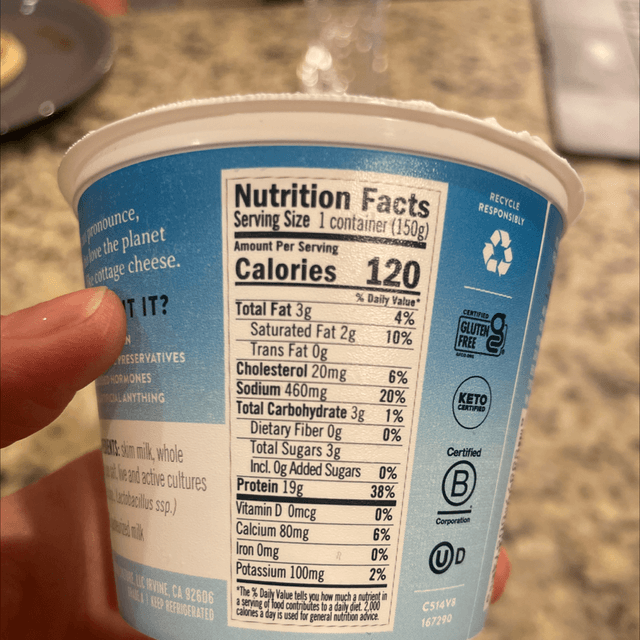 pronounce,
love the planet
cottage cheese.
IT?
PRESERVATIVES
HORMONES
ANYTHING
skim milk, whole
live and active cultures
Lactobacillus ssp.)
milk
IRVINE, CA 92606
KEEP REFRIGERATED
Nutrition Facts
Serving Size 1 container (150g)
Amount Per Serving
Calories 120
% Daily Value*
Total Fat 3g 4%
Saturated Fat 2g 10%
Trans Fat 0g
Cholesterol 20mg 6%
Sodium 460mg 20%
Total Carbohydrate 3g 1%
Dietary Fiber 0g 0%
Total Sugars 3g
Incl. 0g Added Sugars 0%
Protein 19g 38%
Vitamin D 0mcg 0%
Calcium 80mg 6%
Iron 0mg 0%
Potassium 100mg 2%
*The % Daily Value tells you how much a nutrient in
a serving of food contributes to a daily diet. 2,000
calories a day is used for general nutrition advice.
RECYCLE
RESPONSIBLY
CERTIFIED
GLUTEN
FREE
KETO
CERTIFIED
Certified
B
Corporation
U D
CS14V8
167290